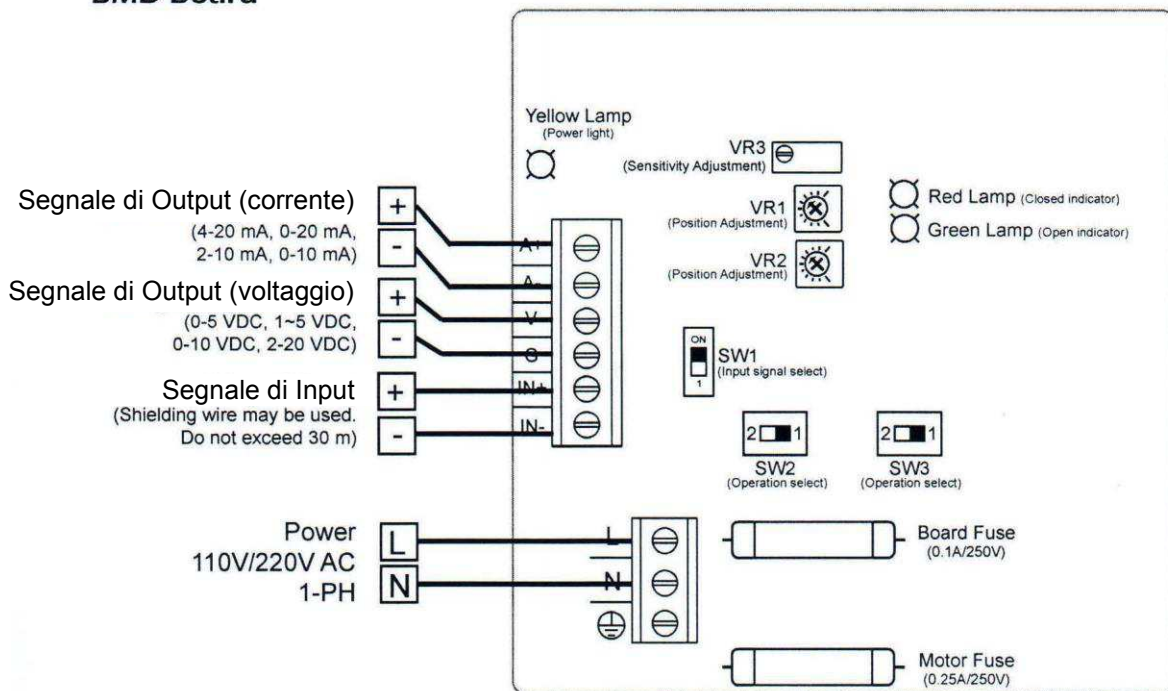 Board
Yellow Lamp
(Power light)
VR3
(Sensitivity Adjustment)
Segnale di Output (corrente)
(4-20 mA, 0-20 mA,
2-10 mA, 0-10 mA)
+
-
A+
A-
VR1
(Position Adjustment)
VR2
(Position Adjustment)
Red Lamp (Closed indicator)
Green Lamp (Open indicator)
Segnale di Output (voltaggio)
(0-5 VDC, 1~5 VDC,
0-10 VDC, 2-20 VDC)
+
-
V
G
ON
1
SW1
(Input signal select)
Segnale di Input
(Shielding wire may be used.
Do not exceed 30 m)
+
-
IN+
IN-
2 1
SW2
(Operation select)
2 1
SW3
(Operation select)
Power
110V/220V AC
1-PH
L
N
L
N
Board Fuse
(0.1A/250V)
Motor Fuse
(0.25A/250V)